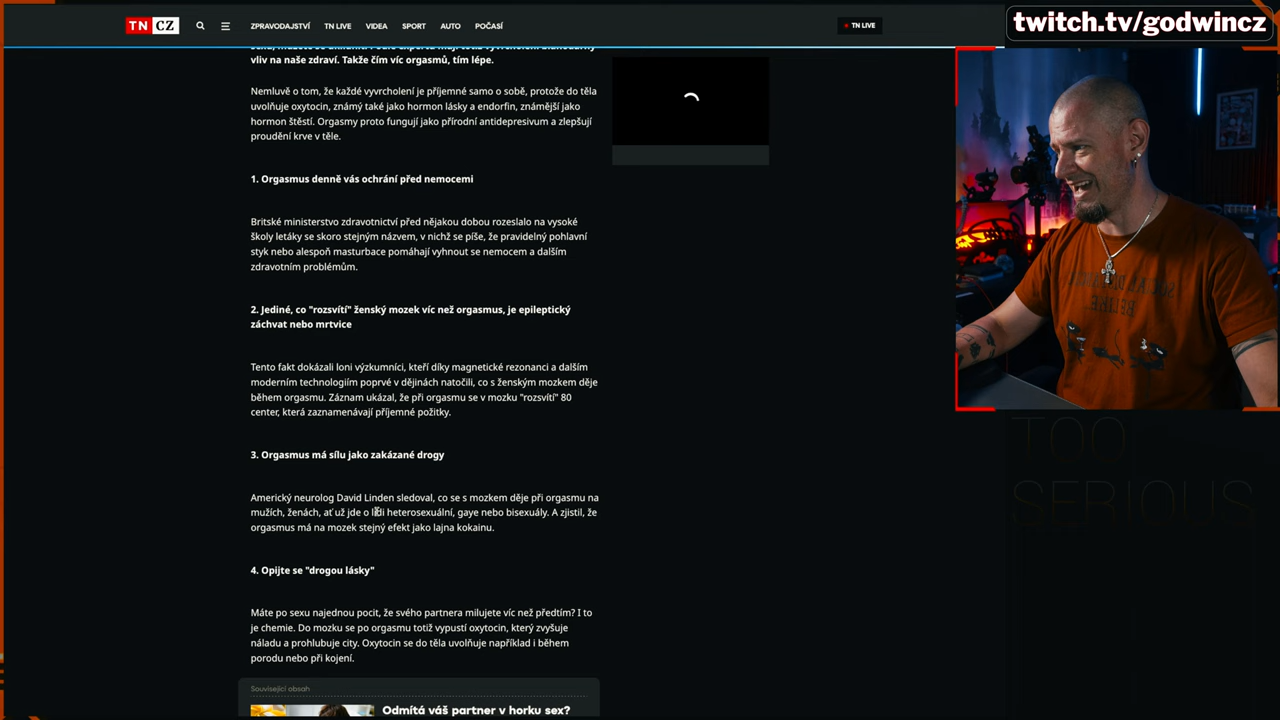 TN CZ
ZPRAVODAJSTVÍ TN LIVE VIDEA SPORT AUTO POČASÍ
TN LIVE
twitch.tv/godwincz
vliv na naše zdraví. Takže čím víc orgasmů, tím lépe.
Nemluvě o tom, že každé vyvrcholení je příjemné samo o sobě, protože do těla
uvolňuje oxytocin, známý také jako hormon lásky a endorfin, známější jako
hormon štěstí. Orgasmy proto fungují jako přírodní antidepresivum a zlepšují
proudění krve v těle.
1. Orgasmus denně vás ochrání před nemocemi
Britské ministerstvo zdravotnictví před nějakou dobou rozeslalo na vysoké
školy letáky se skoro stejným názvem, v nichž se píše, že pravidelný pohlavní
styk nebo alespoň masturbace pomáhají vyhnout se nemocem a dalším
zdravotním problémům.
2. Jediné, co "rozsvítí" ženský mozek víc než orgasmus, je epileptický
záchvat nebo mrtvice
Tento fakt dokázali loni výzkumníci, kteří díky magnetické rezonanci a dalším
moderním technologiím poprvé v dějinách natočili, co s ženským mozkem děje
během orgasmu. Záznam ukázal, že při orgasmu se v mozku "rozsvítí" 80
center, která zaznamenávají příjemné požitky.
3. Orgasmus má sílu jako zakázané drogy
Americký neurolog David Linden sledoval, co se s mozkem děje při orgasmu na
mužích, ženách, ať už jde o lidi heterosexuální, gaye nebo bisexuály. A zjistil, že
orgasmus má na mozek stejný efekt jako lajna kokainu.
4. Opijte se "drogou lásky"
Máte po sexu najednou pocit, že svého partnera milujete víc než předtím? I to
je chemie. Do mozku se po orgasmu totiž vypustí oxytocin, který zvyšuje
náladu a prohlubuje city. Oxytocin se do těla uvolňuje například i během
porodu nebo při kojení.
Související obsah
Odmítá váš partner v horku sex?
TOO
SERIOUS